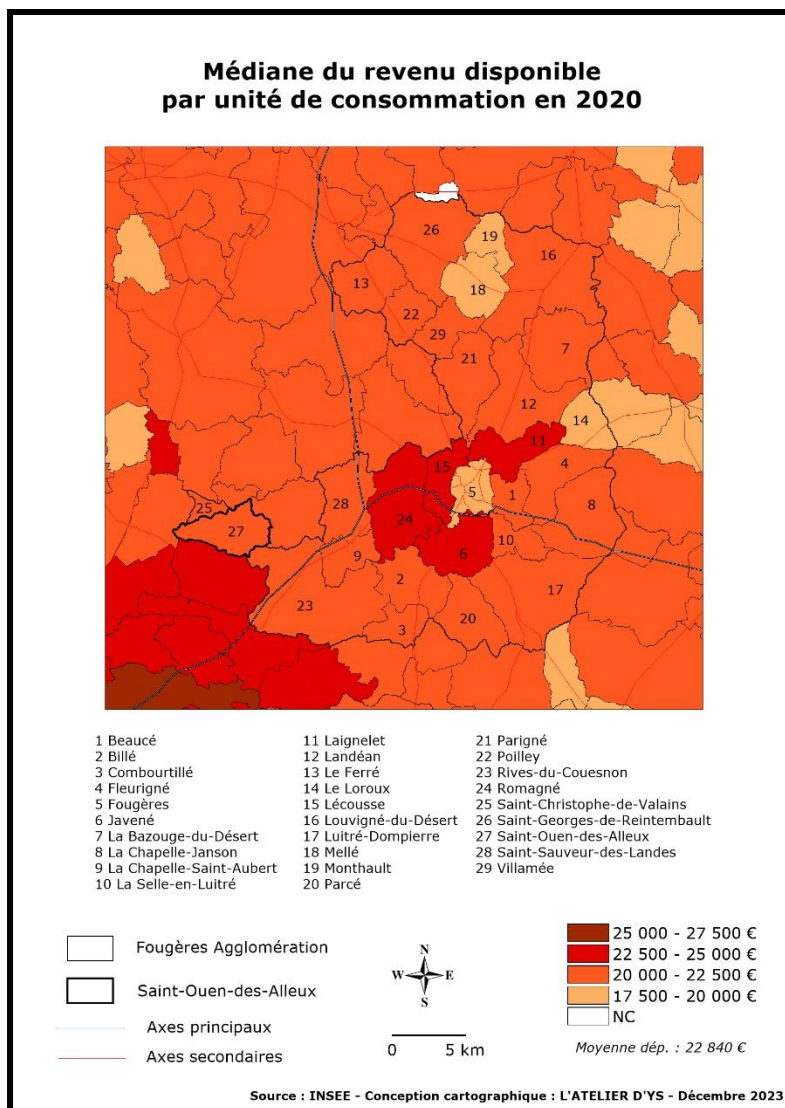 Médiane du revenu disponible
par unité de consommation en 2020
26
19
16
13
18
22
29
21
7
12
14
11
15
4
5
1
8
25
28
27
24
10
9
6
2
17
23
20
3
1 Beaucé
2 Billé
3 Combourtillé
4 Fleurigné
5 Fougères
6 Javené
7 La Bazouge-du-Désert
8 La Chapelle-Janson
9 La Chapelle-Saint-Aubert
10 La Selle-en-Luitré
11 Laignelet
12 Landéan
13 Le Ferré
14 Le Loroux
15 Lécousse
16 Louvigné-du-Désert
17 Luitré-Dompierre
18 Mellé
19 Monthault
20 Parcé
21 Parigné
22 Poilley
23 Rives-du-Couesnon
24 Romagné
25 Saint-Christophe-de-Valains
26 Saint-Georges-de-Reintembault
27 Saint-Ouen-des-Alleux
28 Saint-Sauveur-des-Landes
29 Villamée
Fougères Agglomération
Saint-Ouen-des-Alleux
Axes principaux
Axes secondaires
N
W E
S
0 5 km
25 000 - 27 500 €
22 500 - 25 000 €
20 000 - 22 500 €
17 500 - 20 000 €
NC
Moyenne dép. : 22 840 €
Source : INSEE - Conception cartographique : L'ATELIER D'YS - Décembre 2023